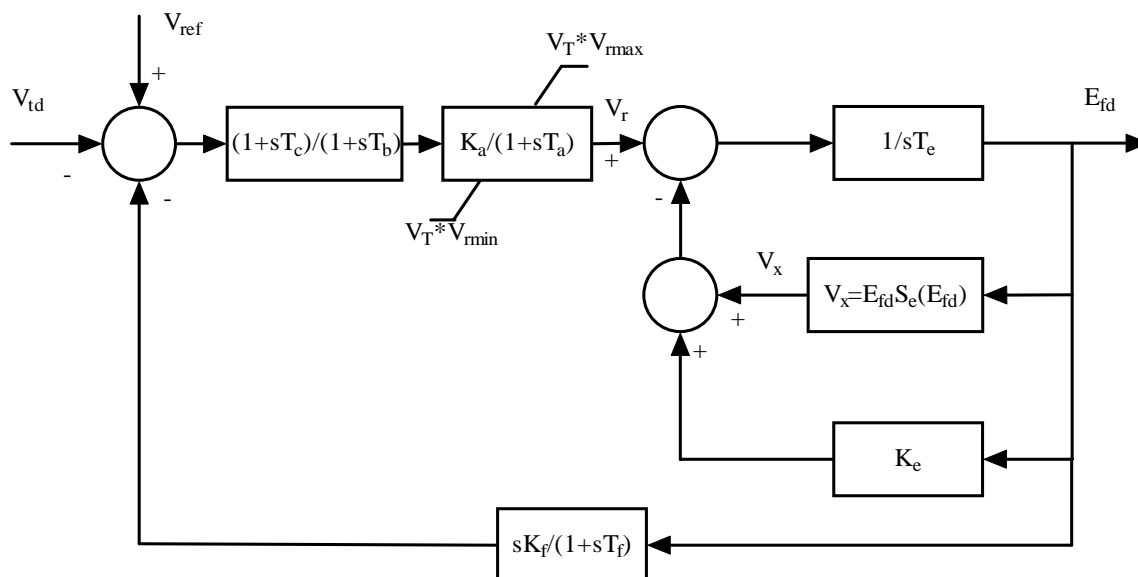 V_ref
+
V_td
-
-
(1+sT_c)/(1+sT_b)
V_T*V_rmax
K_a/(1+sT_a)
V_T*V_rmin
V_r
+
-
1/sT_e
E_fd
V_x
+
V_x=E_fdS_e(E_fd)
+
K_e
sK_f/(1+sT_f)